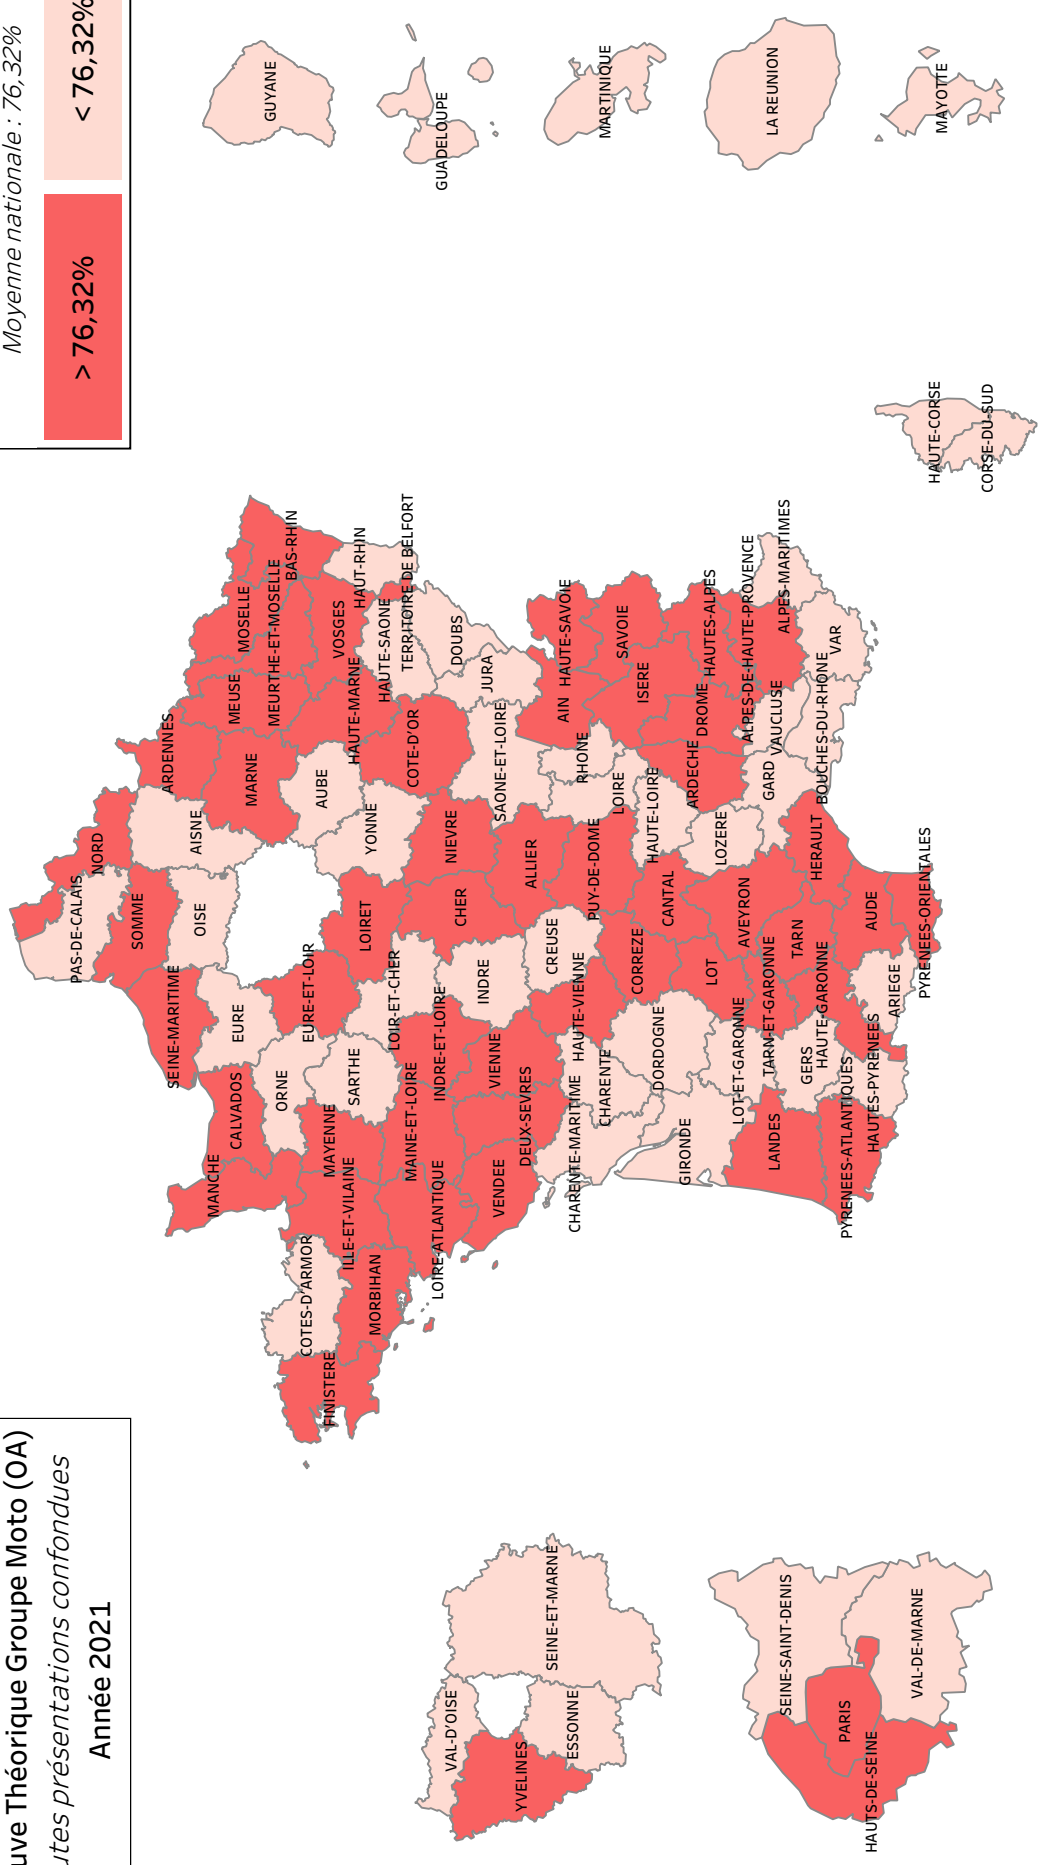 uve Théorique Groupe Moto (OA)
utes présentations confondues
Année 2021
Moyenne nationale : 76,32%
> 76,32%
< 76,32%
PAS-DE-CALAIS
NORD
SOMME
SEINE-MARITIME
AISNE
ARDENNES
OISE
MANCHE
CALVADOS
EURE
MARNE
MEUSE
MOSELLE
MEURTHE-ET-MOSELLE
BAS-RHIN
ORNE
EURE-ET-LOIR
AUBE
VOSGES
HAUTE-MARNE
HAUT-RHIN
COTES-D'ARMOR
FINISTERE
ILLE-ET-VILAINE
MAYENNE
SARTHE
MORBIHAN
LOIRET
YONNE
HAUTE-SAONE
TERRITOIRE DE BELFORT
LOIR-ET-CHER
COTE-D'OR
DOUBS
LOIRE-ATLANTIQUE
MAINE-ET-LOIRE
INDRE-ET-LOIRE
CHER
NIEVRE
JURA
VENDEE
DEUX-SEVRES
VIENNE
INDRE
ALLIER
SAONE-ET-LOIRE
CREUSE
HAUTE-VIENNE
CHARENTE-MARITIME
CHARENTE
PUY-DE-DOME
LOIRE
RHONE
AIN
HAUTE-SAVOIE
SAVOIE
ISERE
CORREZE
DORDOGNE
CANTAL
HAUTE-LOIRE
ARDECHE
DROME
HAUTES-ALPES
GIRONDE
LOT
LOT-ET-GARONNE
AVEYRON
LOZERE
ALPES-DE-HAUTE-PROVENCE
ALPES-MARITIMES
VAUCLUSE
GARD
LANDES
TARN-ET-GARONNE
TARN
GERS
HAUTE-GARONNE
HERAULT
BOUCHES-DU-RHONE
VAR
PYRENEES-ATLANTIQUES
HAUTES-PYRENEES
ARIEGE
AUDE
PYRENEES-ORIENTALES
HAUTE-CORSE
CORSE-DU-SUD
GUYANE
GUADELOUPE
MARTINIQUE
LA REUNION
MAYOTTE
VAL-D'OISE
YVELINES
ESSONNE
SEINE-ET-MARNE
SEINE-SAINT-DENIS
PARIS
HAUTS-DE-SEINE
VAL-DE-MARNE